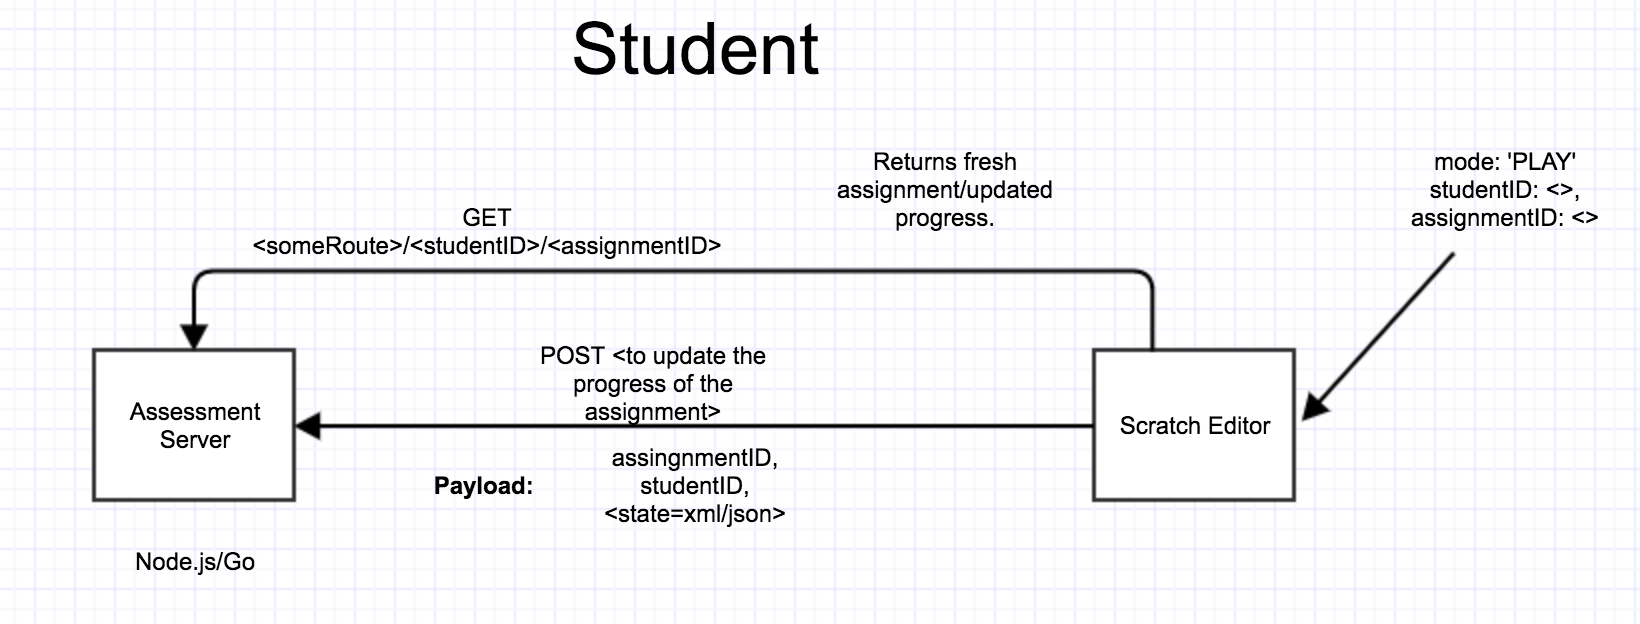 Student
Returns fresh
assignment/updated
progress.
mode: 'PLAY'
studentID: <>,
assignmentID: <>
GET
<someRoute>/<studentID>/<assignmentID>
POST <to update the
progress of the
assignment>
Assessment
Server
Scratch Editor
Payload:
assingnmentID,
studentID,
<state=xml/json>
Node.js/Go